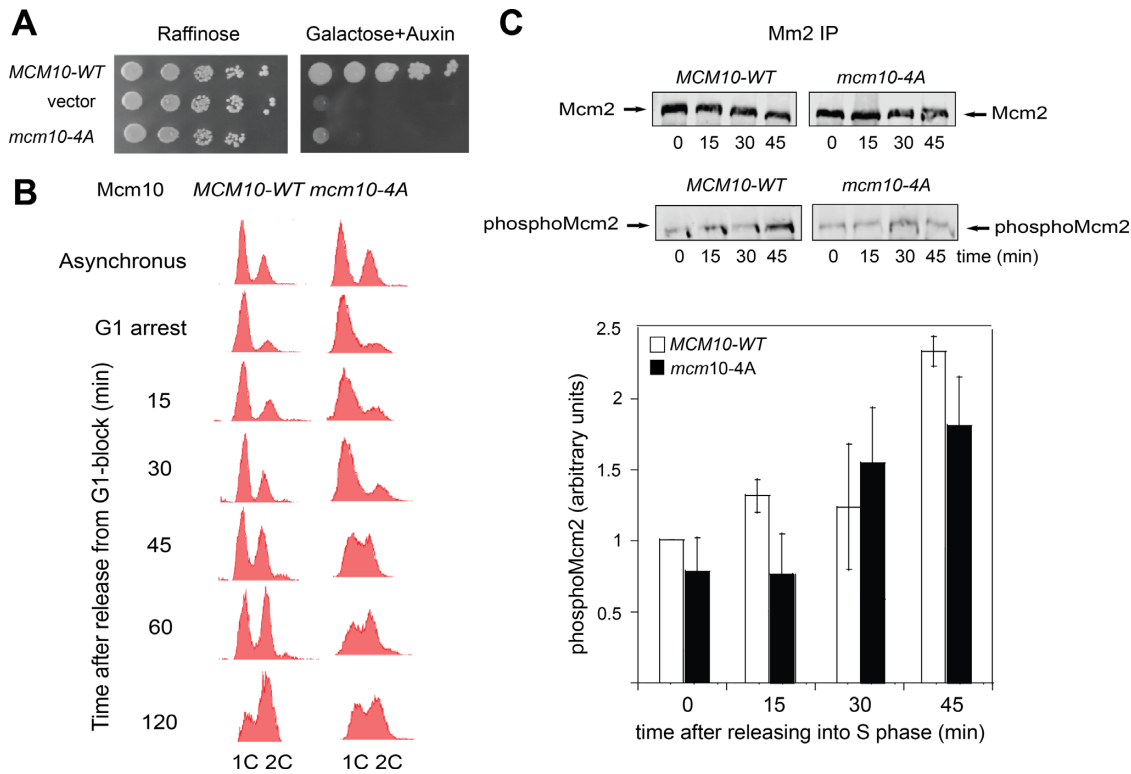 A
Raffinose Galactose+Auxin
MCM10-WT
vector
mcm10-4A
B
Mcm10 MCM10-WT mcm10-4A
Asynchronus
G1 arrest
15
30
45
60
120
Time after release from G1-block (min)
1C 2C 1C 2C
C
Mm2 IP
MCM10-WT mcm10-4A
Mcm2 Mcm2
0 15 30 45 0 15 30 45
MCM10-WT mcm10-4A
phosphoMcm2 phosphoMcm2
0 15 30 45 0 15 30 45 time (min)
2.5
2
1.5
1
0.5
phosphoMcm2 (arbitrary units)
MCM10-WT
mcm10-4A
0 15 30 45
time after releasing into S phase (min)